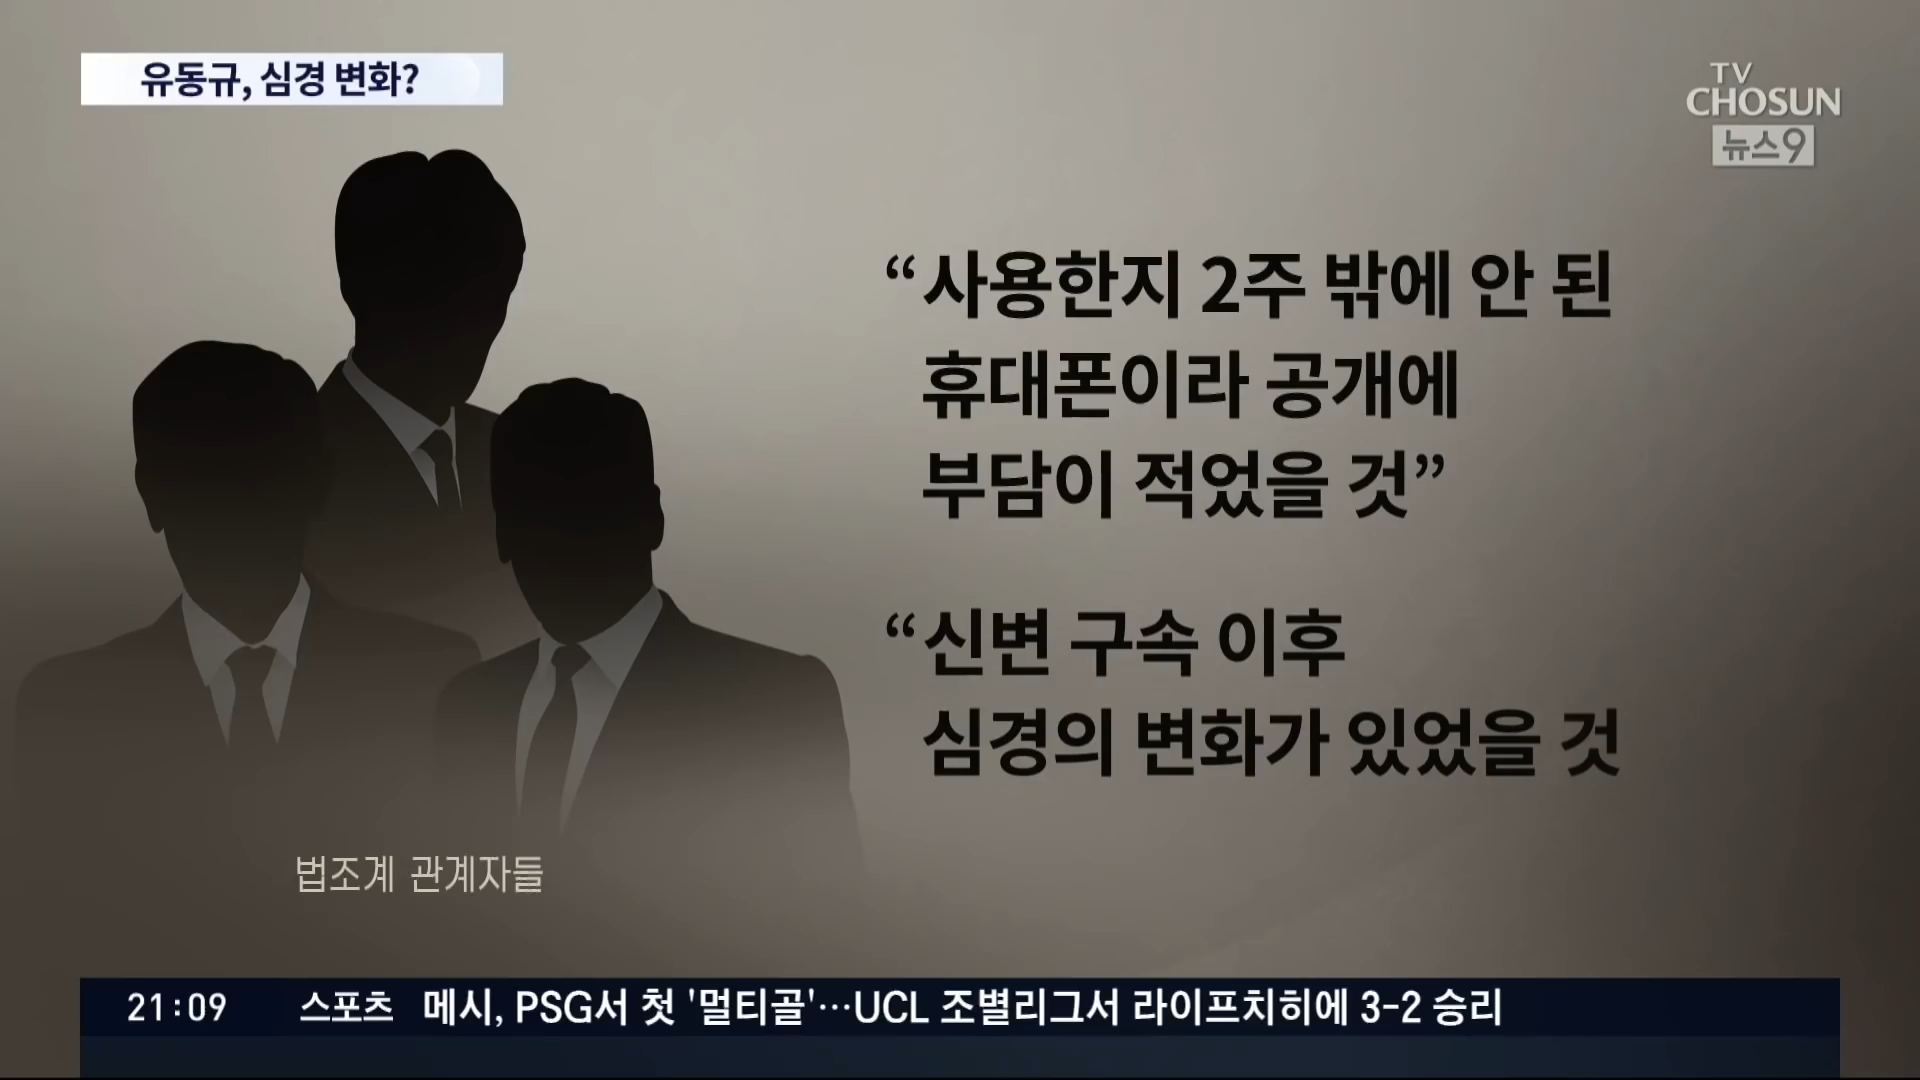 유동규, 심경 변화?
TV
CHOSUN
뉴스9
“사용한지 2주 밖에 안 된
휴대폰이라 공개에
부담이 적었을 것”
“신변 구속 이후
심경의 변화가 있었을 것
법조계 관계자들
21:09 스포츠 메시, PSG서 첫 '멀티골'…UCL 조별리그서 라이프치히에 3-2 승리